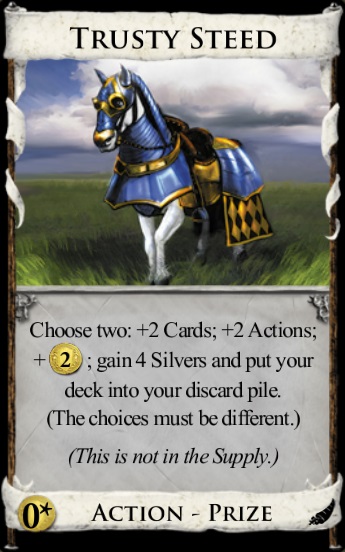 Trusty Steed
Choose two: +2 Cards; +2 Actions;
+ 2 ; gain 4 Silvers and put your
deck into your discard pile.
(The choices must be different.)
(This is not in the Supply.)
0* Action - Prize